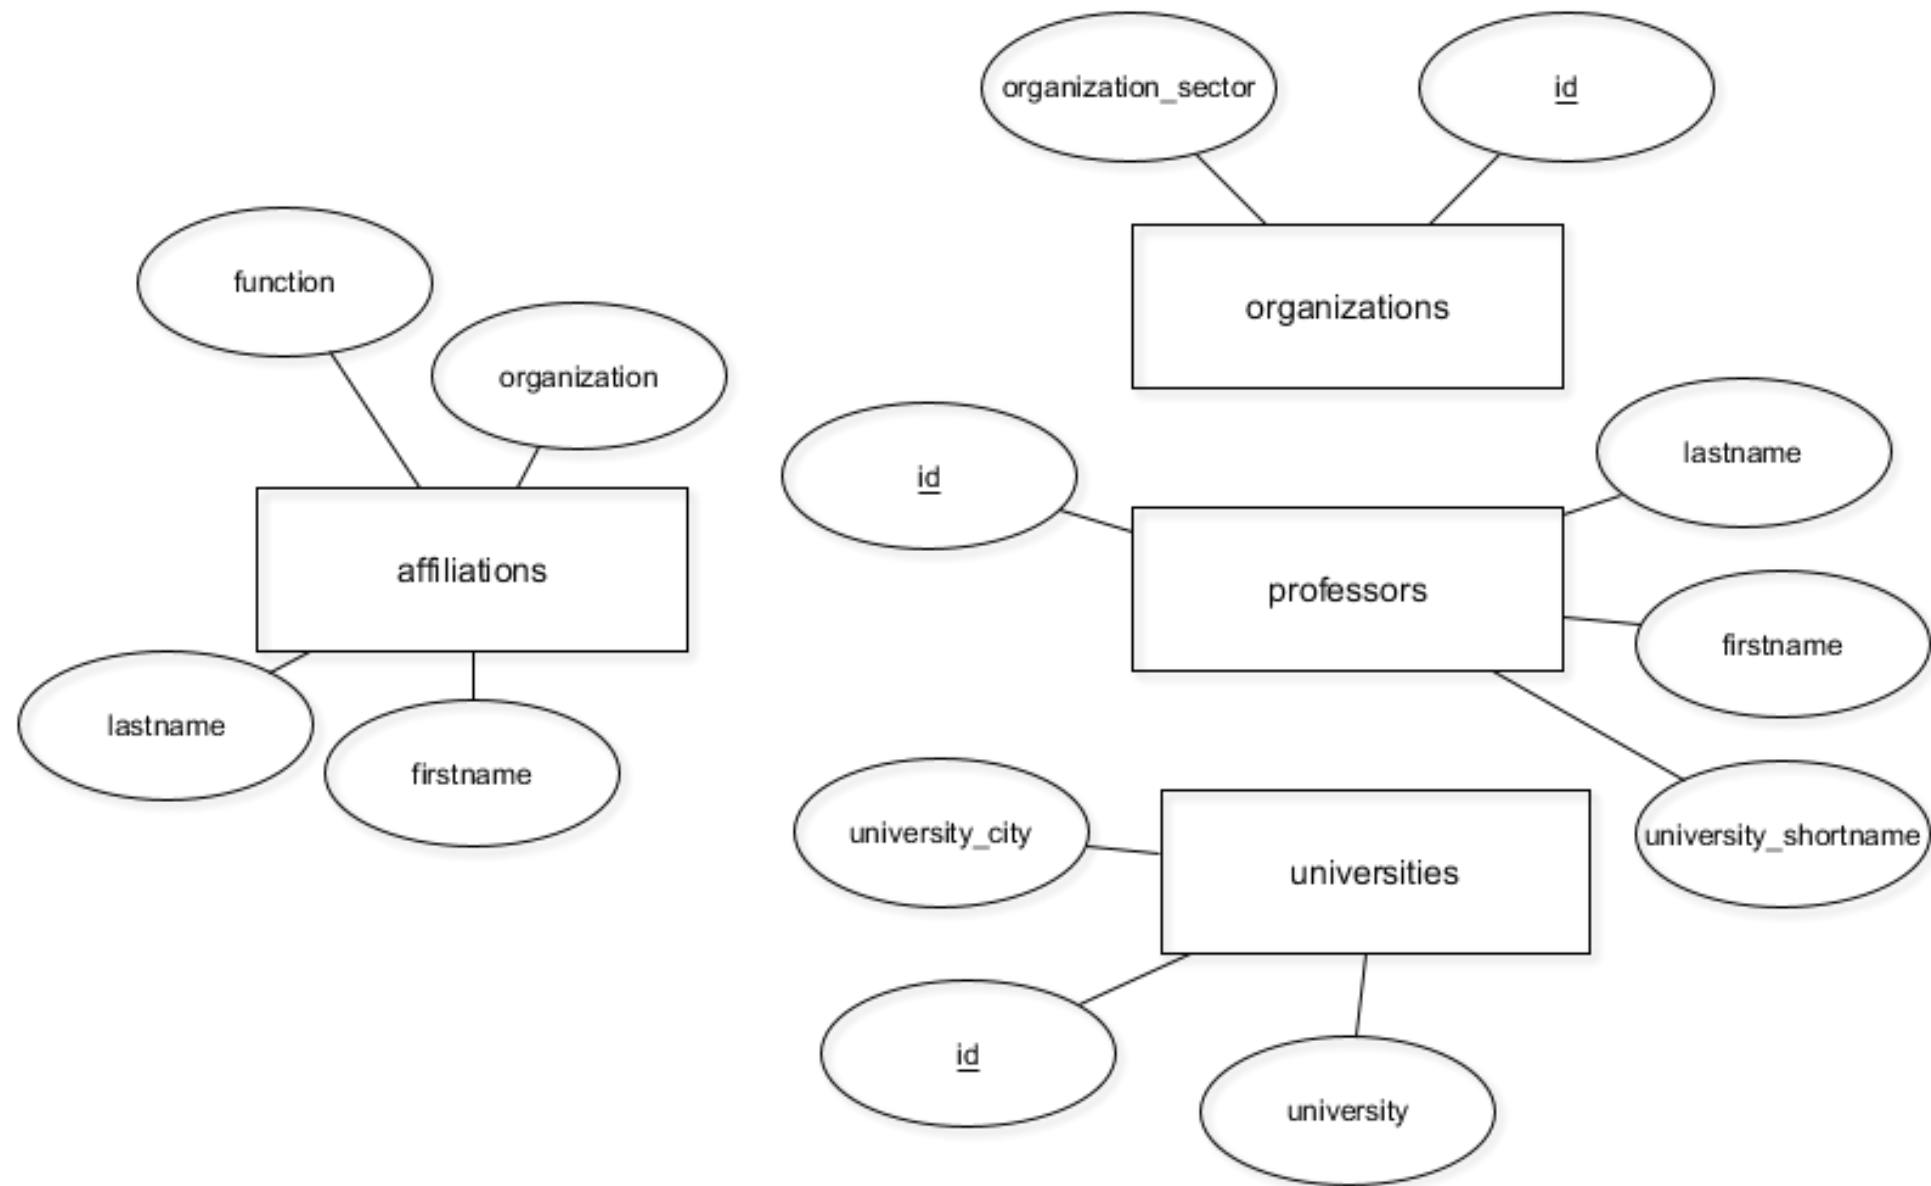 organization_sector
id
function
organizations
organization
lastname
id
affiliations
professors
firstname
lastname
firstname
university_city
university_shortname
universities
id
university